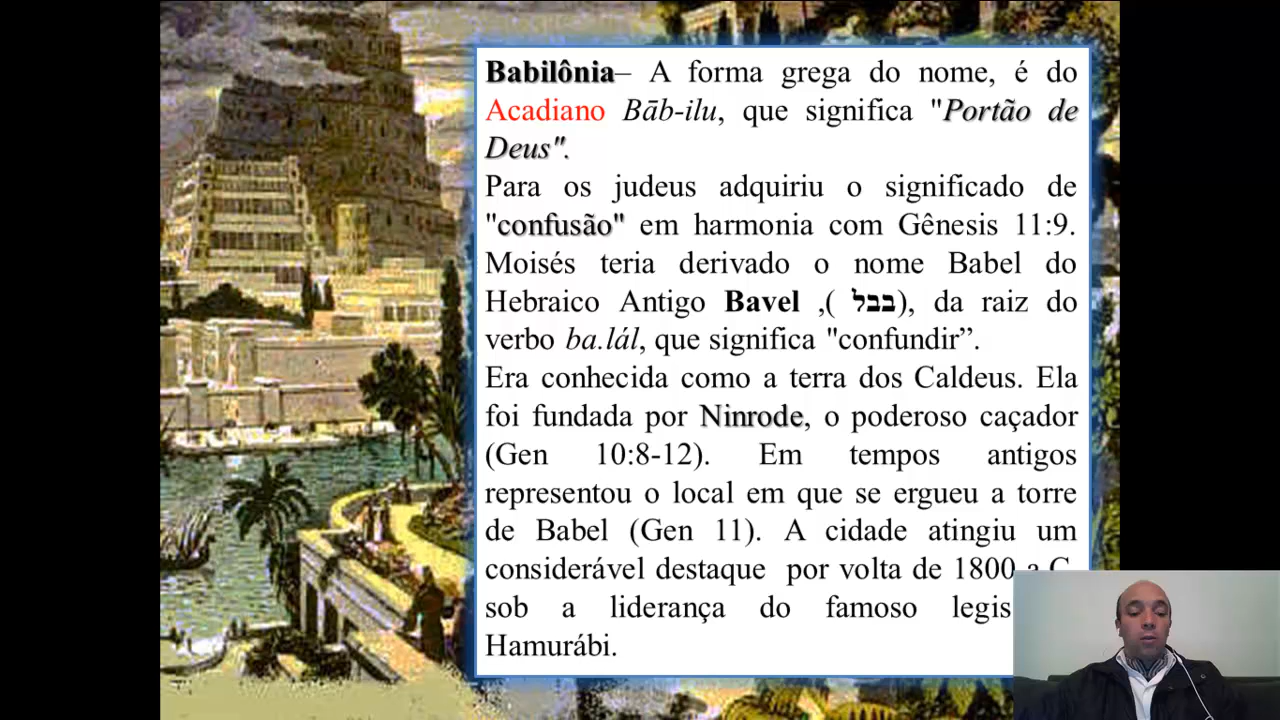 Babilônia– A forma grega do nome, é do
Acadiano Bāb-ilu, que significa "Portão de
Deus".
Para os judeus adquiriu o significado de
"confusão" em harmonia com Gênesis 11:9.
Moisés teria derivado o nome Babel do
Hebraico Antigo Bavel ,( בבל), da raiz do
verbo ba.lál, que significa "confundir”.
Era conhecida como a terra dos Caldeus. Ela
foi fundada por Ninrode, o poderoso caçador
(Gen 10:8-12). Em tempos antigos
representou o local em que se ergueu a torre
de Babel (Gen 11). A cidade atingiu um
considerável destaque por volta de 1800 a C
sob a liderança do famoso legis
Hamurábi.